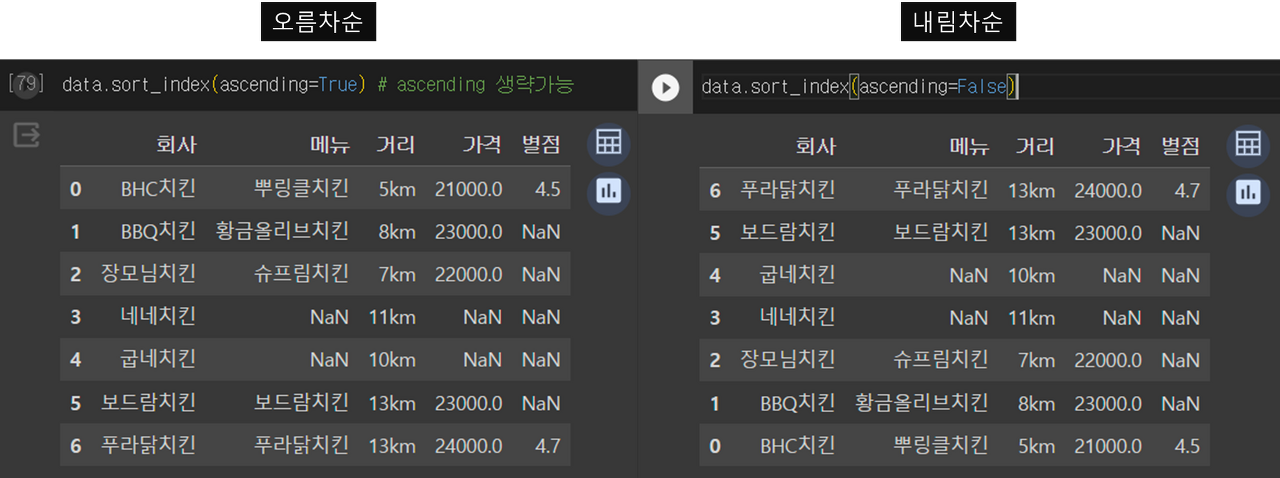 오름차순
[79] data.sort_index(ascending=True) # ascending 생략가능
회사 메뉴 거리 가격 별점
0 BHC치킨 뿌링클치킨 5km 21000.0 4.5
1 BBQ치킨 황금올리브치킨 8km 23000.0 NaN
2 장모님치킨 슈프림치킨 7km 22000.0 NaN
3 네네치킨 NaN 11km NaN NaN
4 굽네치킨 NaN 10km NaN NaN
5 보드람치킨 보드람치킨 13km 23000.0 NaN
6 푸라닭치킨 푸라닭치킨 13km 24000.0 4.7
내림차순
data.sort_index(ascending=False)
회사 메뉴 거리 가격 별점
6 푸라닭치킨 푸라닭치킨 13km 24000.0 4.7
5 보드람치킨 보드람치킨 13km 23000.0 NaN
4 굽네치킨 NaN 10km NaN NaN
3 네네치킨 NaN 11km NaN NaN
2 장모님치킨 슈프림치킨 7km 22000.0 NaN
1 BBQ치킨 황금올리브치킨 8km 23000.0 NaN
0 BHC치킨 뿌링클치킨 5km 21000.0 4.5